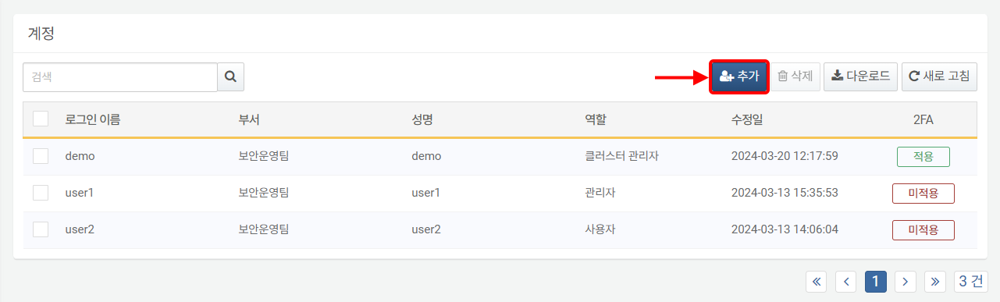 계정
검색 추가 삭제 다운로드 새로 고침
로그인 이름 부서 성명 역할 수정일 2FA
demo 보안운영팀 demo 클러스터 관리자 2024-03-20 12:17:59 적용
user1 보안운영팀 user1 관리자 2024-03-13 15:35:53 미적용
user2 보안운영팀 user2 사용자 2024-03-13 14:06:04 미적용
« ‹ 1 › » 3 건